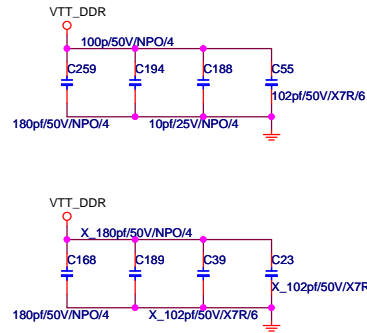 VTT_DDR
100p/50V/NPO/4
C259
C194
C188
C55
102pf/50V/X7R/6
180pf/50V/NPO/4
10pf/25V/NPO/4
VTT_DDR
X_180pf/50V/NPO/4
C168
C189
C39
C23
X_102pf/50V/X7R
180pf/50V/NPO/4
X_102pf/50V/X7R/6